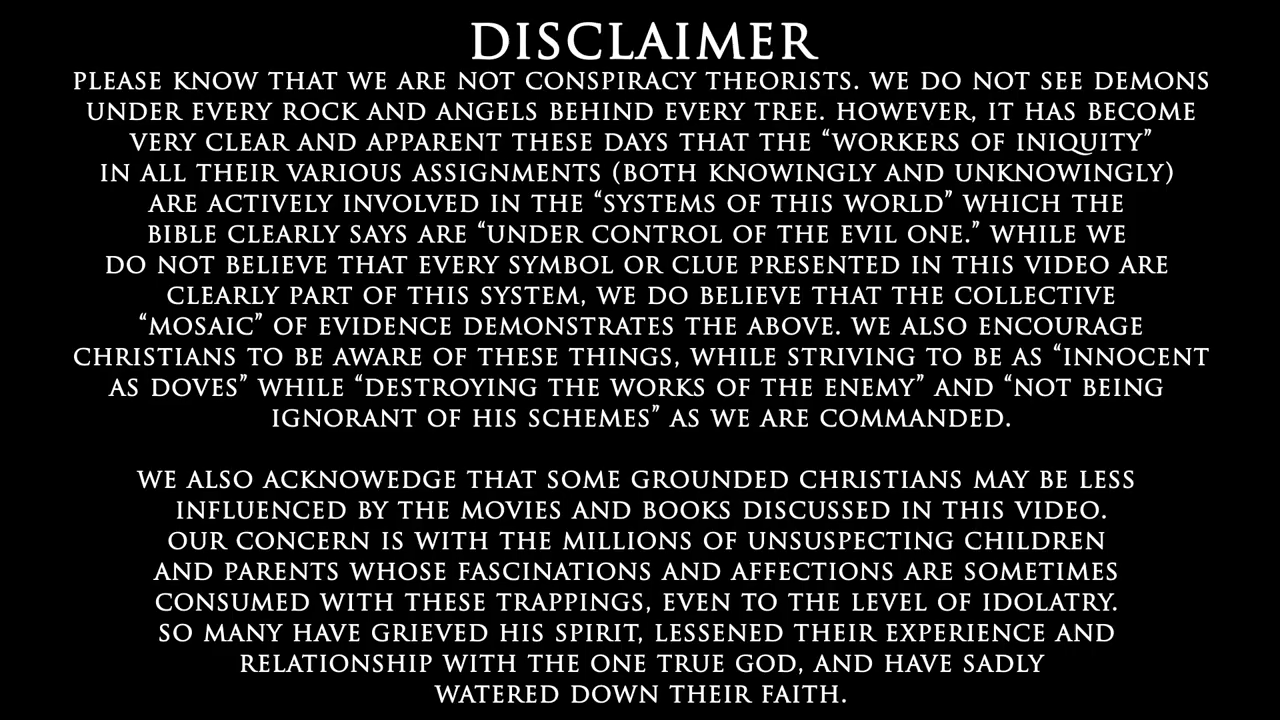 DISCLAIMER
PLEASE KNOW THAT WE ARE NOT CONSPIRACY THEORISTS. WE DO NOT SEE DEMONS
UNDER EVERY ROCK AND ANGELS BEHIND EVERY TREE. HOWEVER, IT HAS BECOME
VERY CLEAR AND APPARENT THESE DAYS THAT THE “WORKERS OF INIQUITY”
IN ALL THEIR VARIOUS ASSIGNMENTS (BOTH KNOWINGLY AND UNKNOWINGLY)
ARE ACTIVELY INVOLVED IN THE “SYSTEMS OF THIS WORLD” WHICH THE
BIBLE CLEARLY SAYS ARE “UNDER CONTROL OF THE EVIL ONE.” WHILE WE
DO NOT BELIEVE THAT EVERY SYMBOL OR CLUE PRESENTED IN THIS VIDEO ARE
CLEARLY PART OF THIS SYSTEM, WE DO BELIEVE THAT THE COLLECTIVE
“MOSAIC” OF EVIDENCE DEMONSTRATES THE ABOVE. WE ALSO ENCOURAGE
CHRISTIANS TO BE AWARE OF THESE THINGS, WHILE STRIVING TO BE AS “INNOCENT
AS DOVES” WHILE “DESTROYING THE WORKS OF THE ENEMY” AND “NOT BEING
IGNORANT OF HIS SCHEMES” AS WE ARE COMMANDED.
WE ALSO ACKNOWEDGE THAT SOME GROUNDED CHRISTIANS MAY BE LESS
INFLUENCED BY THE MOVIES AND BOOKS DISCUSSED IN THIS VIDEO.
OUR CONCERN IS WITH THE MILLIONS OF UNSUSPECTING CHILDREN
AND PARENTS WHOSE FASCINATIONS AND AFFECTIONS ARE SOMETIMES
CONSUMED WITH THESE TRAPPINGS, EVEN TO THE LEVEL OF IDOLATRY.
SO MANY HAVE GRIEVED HIS SPIRIT, LESSENED THEIR EXPERIENCE AND
RELATIONSHIP WITH THE ONE TRUE GOD, AND HAVE SADLY
WATERED DOWN THEIR FAITH.